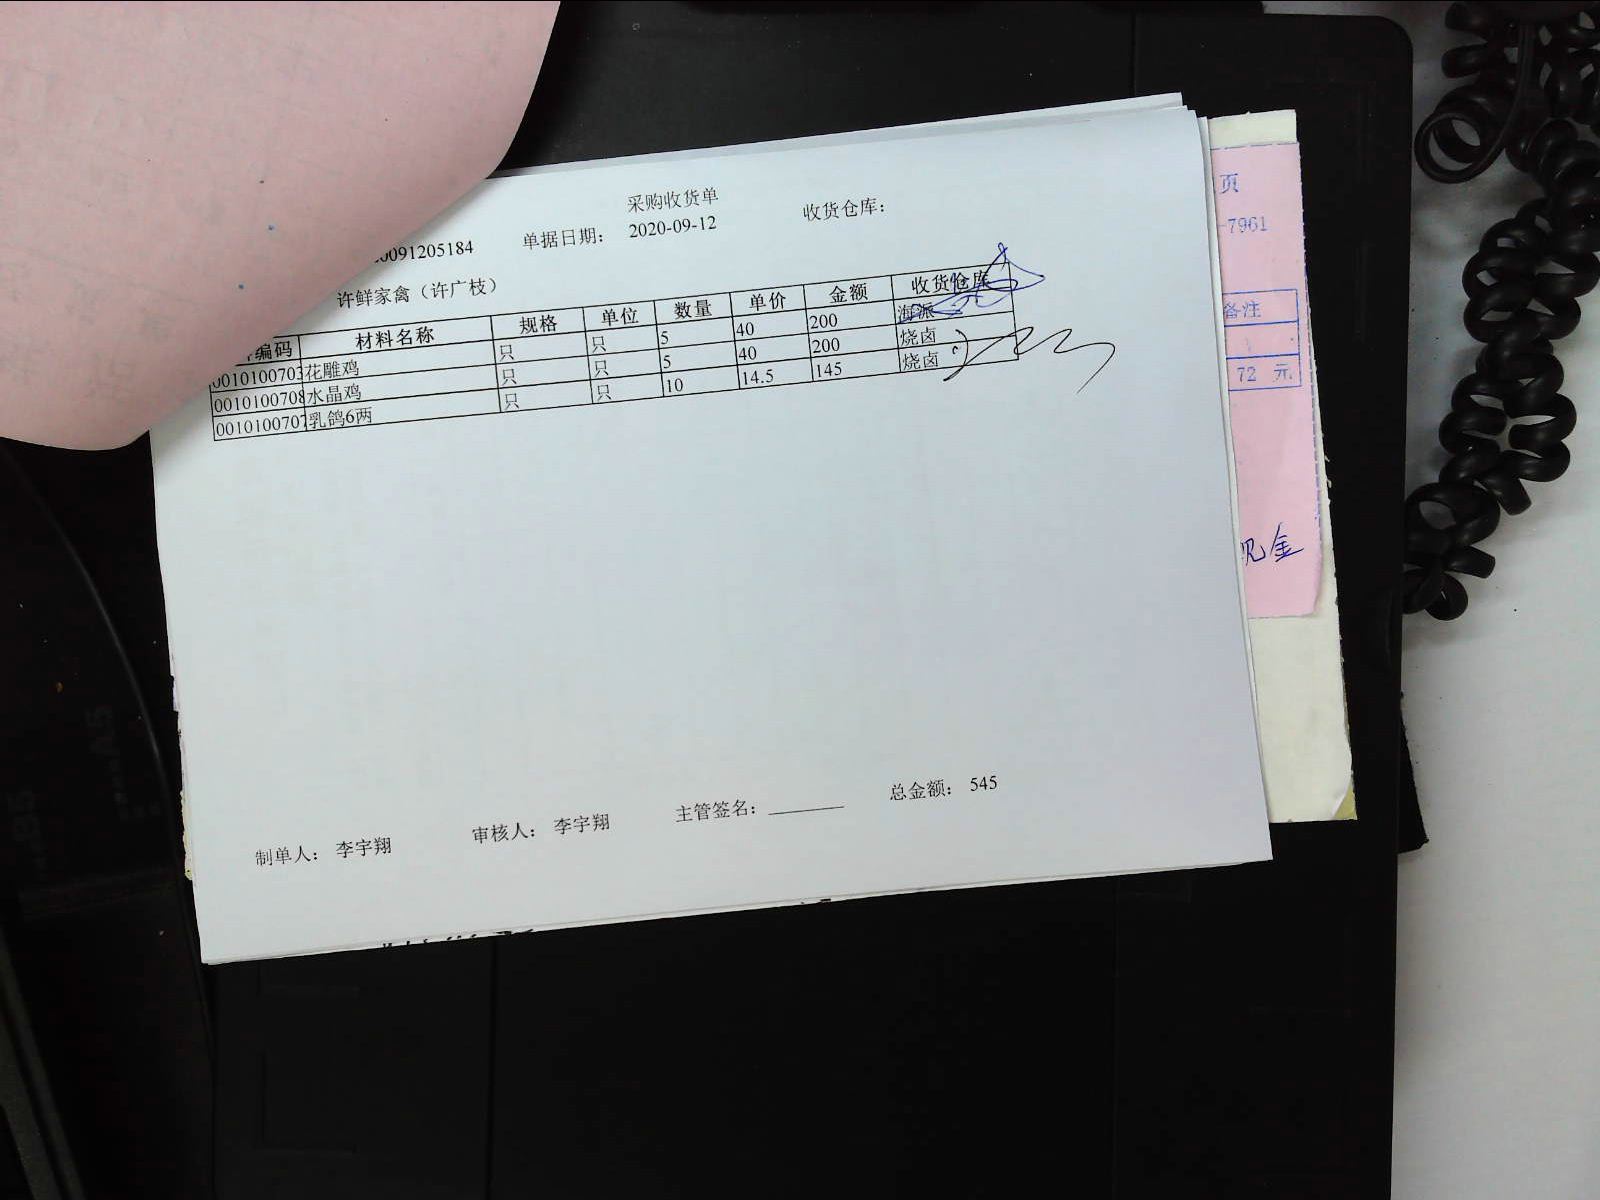 采购收货单
0091205184 单据日期： 2020-09-12 收货仓库：
许鲜家禽（许广枝）
编码 材料名称 规格 单位 数量 单价 金额 收货仓库
0010100703 花雕鸡 只 只 5 40 200 海派
0010100708 水晶鸡 只 只 5 40 200 烧卤
0010100707 乳鸽6两 只 只 10 14.5 145 烧卤
制单人： 李宇翔 审核人： 李宇翔 主管签名： 总金额： 545
页
-7961
备注
72 元
现金